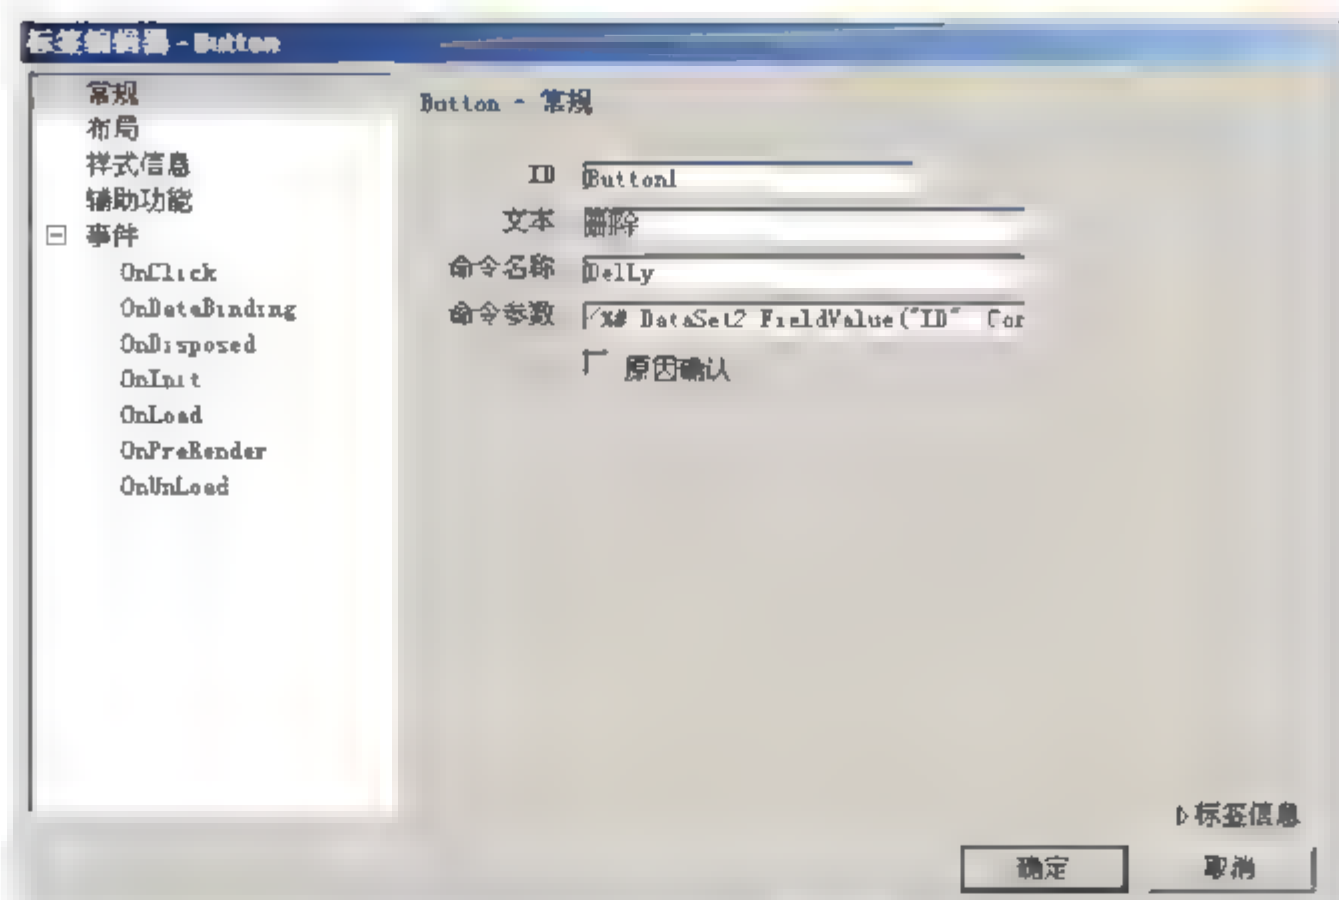 标签编辑器 - Button
常规
布局
样式信息
辅助功能
事件
OnClick
OnDataBinding
OnDisposed
OnInit
OnLoad
OnPreRender
OnUnLoad
Button - 常规
ID Button1
文本 删除
命令名称 DelLy
命令参数 <%# DataSet2 FieldValue("ID" Con
原因确认
标签信息
确定 取消